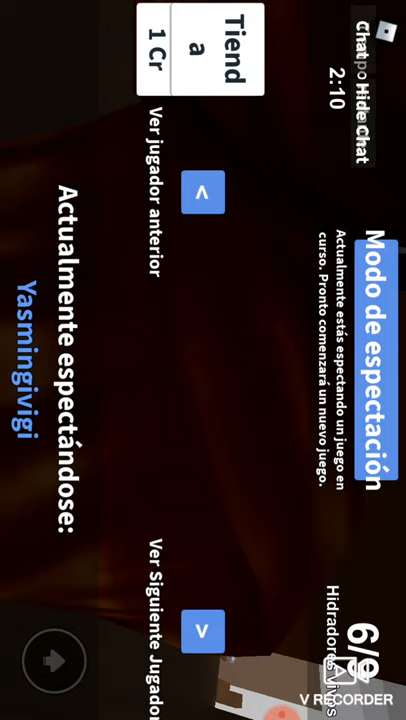 Chat Hide Chat
2:10
Modo de espectación
Actualmente estás espectando un juego en
curso. Pronto comenzará un nuevo juego.
6/9
Hidradores Vivos
Tiend
a
1 Cr
<
>
Ver jugador anterior
Ver Siguiente Jugador
Actualmente espectándose:
Yasmingivigi
V RECORDER